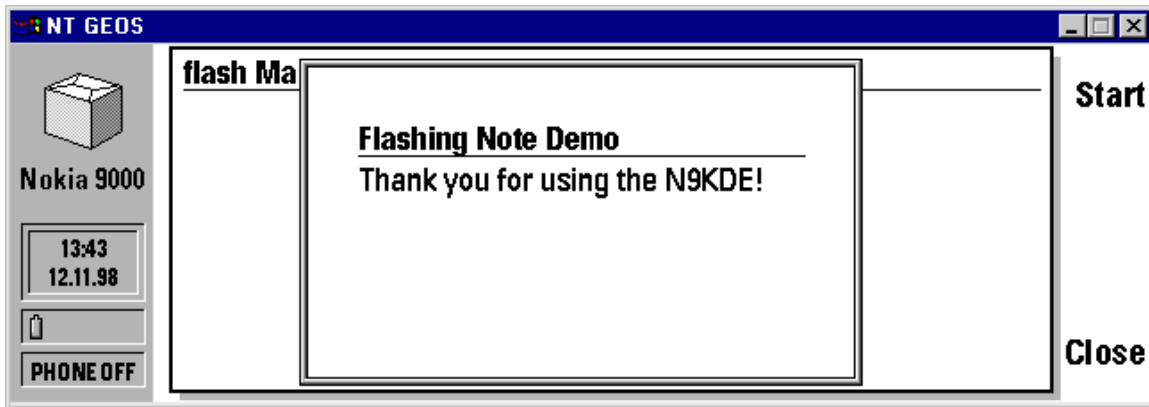 NT GEOS
flash Ma
Start
Flashing Note Demo
Thank you for using the N9KDE!
Nokia 9000
13:43
12.11.98
PHONE OFF
Close